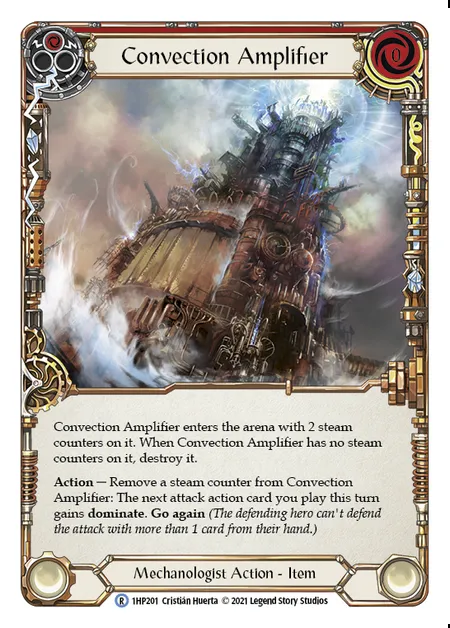 Convection Amplifier
0
Convection Amplifier enters the arena with 2 steam
counters on it. When Convection Amplifier has no steam
counters on it, destroy it.
Action — Remove a steam counter from Convection
Amplifier: The next attack action card you play this turn
gains dominate. Go again (The defending hero can't defend
the attack with more than 1 card from their hand.)
Mechanologist Action - Item
R 1HP201 Cristián Huerta © 2021 Legend Story Studios